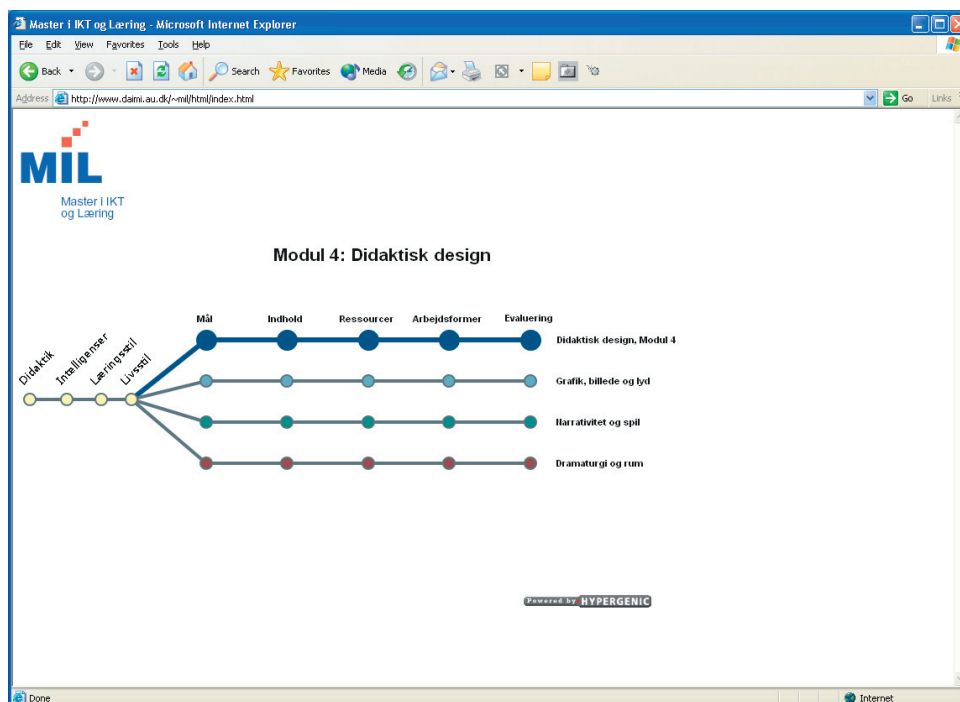 Master i IKT og Læring - Microsoft Internet Explorer
File Edit View Favorites Tools Help
Back Search Favorites Media
Address http://www.daimi.au.dk/~mil/html/index.html Go Links
MIL
Master i IKT
og Læring
Modul 4: Didaktisk design
Mål Indhold Ressourcer Arbejdsformer Evaluering
Didaktik
Intelligenser
Læringsstil
Livsstil
Didaktisk design, Modul 4
Grafik, billede og lyd
Narrativitet og spil
Dramaturgi og rum
Powered by HYPERGENIC
Done Internet